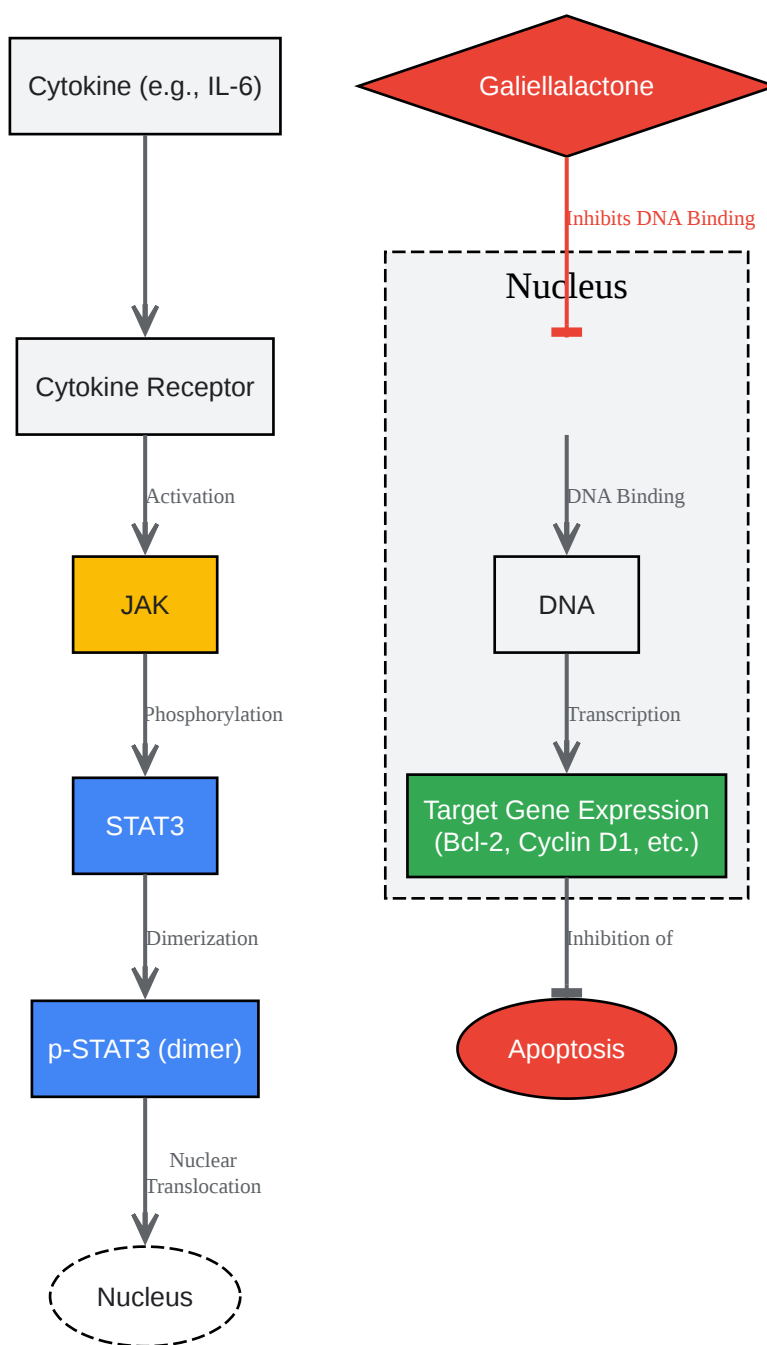 Cytokine (e.g., IL-6)
Galiellalactone
Inhibits DNA Binding
Nucleus
Cytokine Receptor
Activation
DNA Binding
JAK
DNA
Phosphorylation
Transcription
STAT3
Target Gene Expression
(Bcl-2, Cyclin D1, etc.)
Dimerization
Inhibition of
p-STAT3 (dimer)
Apoptosis
Nuclear
Translocation
Nucleus